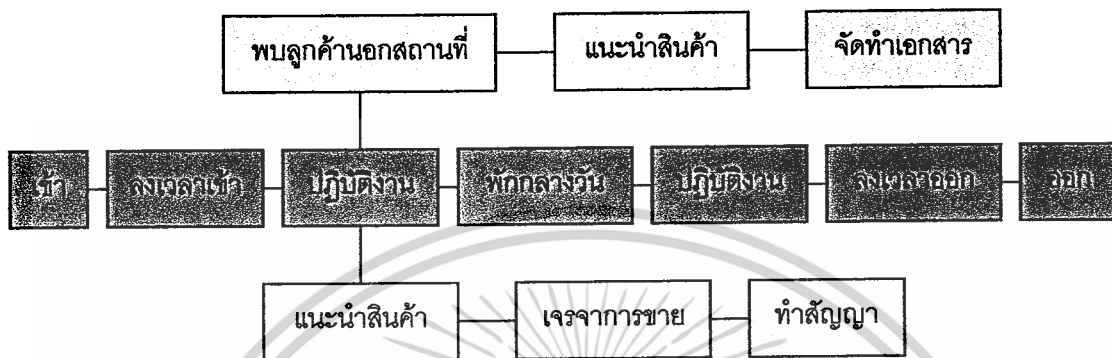 พบลูกค้านอกสถานที่ แนะนำสินค้า จัดทำเอกสาร
เข้า ลงเวลาเข้า ปฏิบัติงาน พักกลางวัน ปฏิบัติงาน ลงเวลาออก ออก
แนะนำสินค้า เจรจาการขาย ทำสัญญา